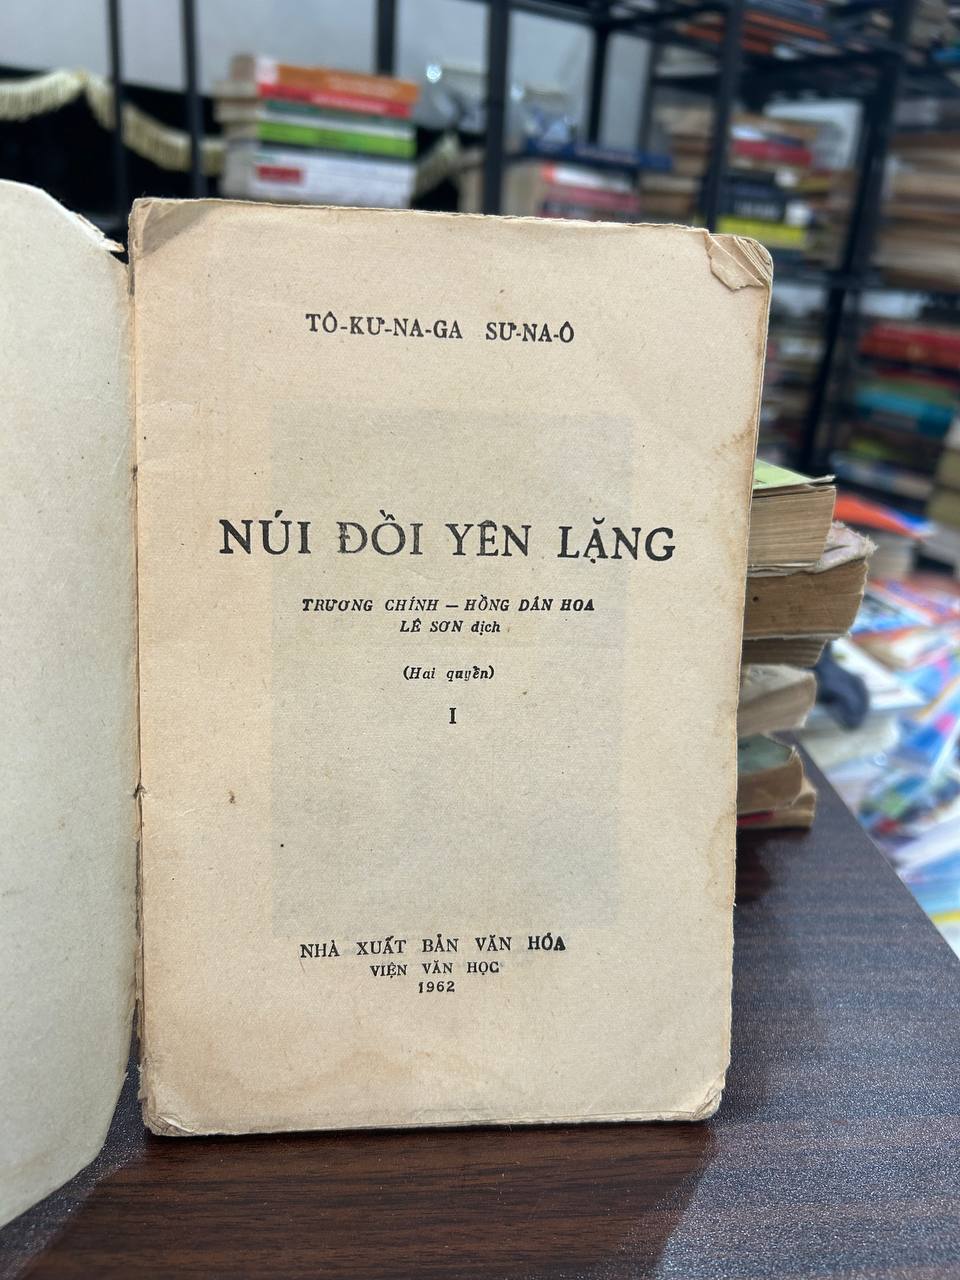 TÔ-KƯ-NA-GA SƯ-NA-Ô
NÚI ĐỒI YÊN LẶNG
TRƯƠNG CHÍNH — HỒNG DÂN HOA
LÊ SƠN dịch
(Hai quyển)
I
NHÀ XUẤT BẢN VĂN HÓA
VIỆN VĂN HỌC
1962